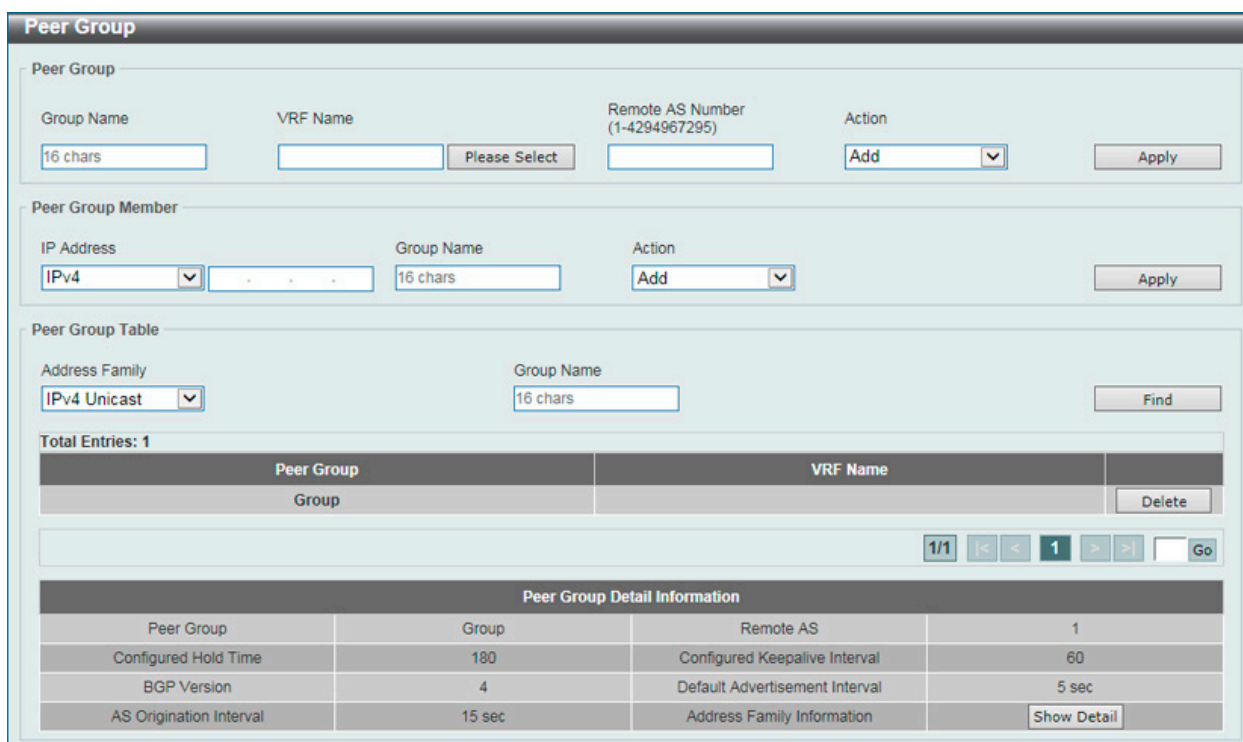 Peer Group
Peer Group
Group Name VRF Name Remote AS Number (1-4294967295) Action
16 chars Please Select Add Apply
Peer Group Member
IP Address Group Name Action
IPv4 . . . 16 chars Add Apply
Peer Group Table
Address Family Group Name
IPv4 Unicast 16 chars Find
Total Entries: 1
Peer Group VRF Name
Group Delete
1/1 |< < 1 > >| Go
Peer Group Detail Information
Peer Group Group Remote AS 1
Configured Hold Time 180 Configured Keepalive Interval 60
BGP Version 4 Default Advertisement Interval 5 sec
AS Origination Interval 15 sec Address Family Information Show Detail